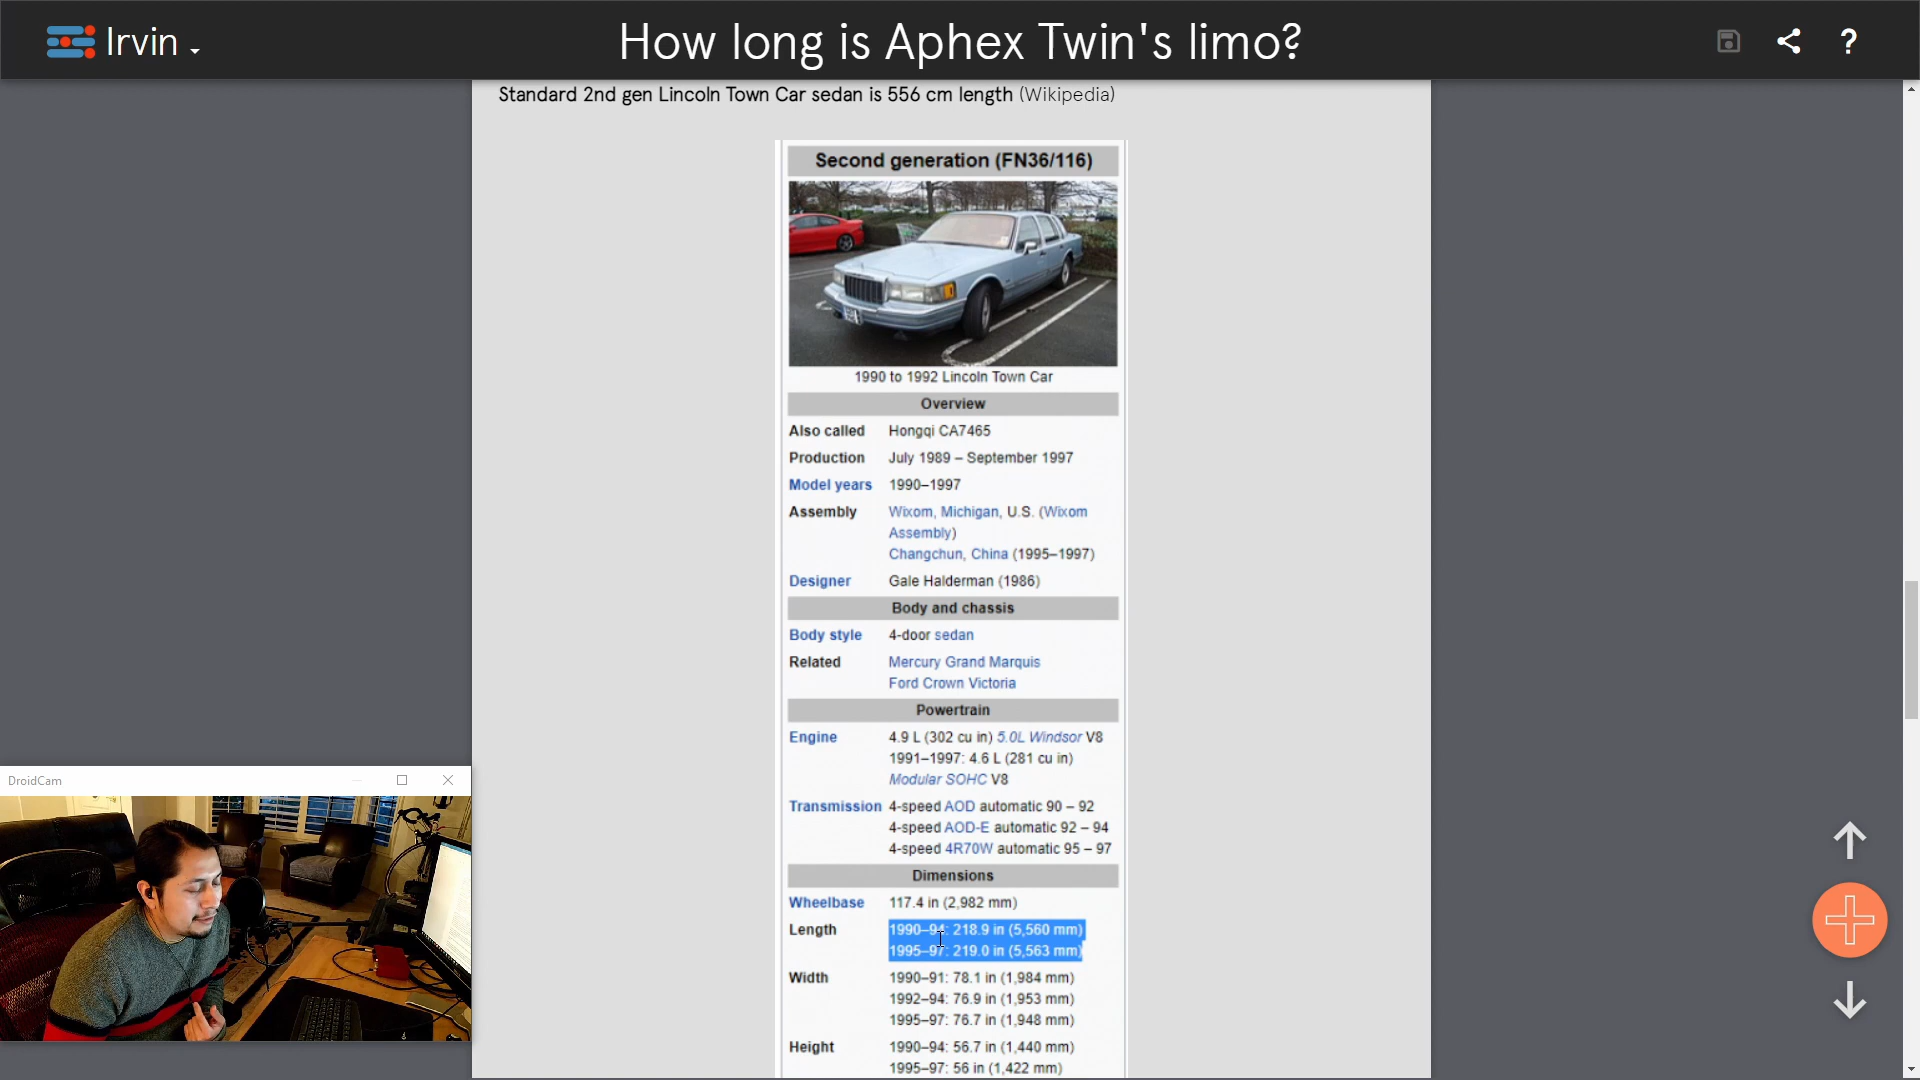 Irvin
How long is Aphex Twin's limo?
?
Standard 2nd gen Lincoln Town Car sedan is 556 cm length (Wikipedia)
Second generation (FN36/116)
1990 to 1992 Lincoln Town Car
Overview
Also called Hongqi CA7465
Production July 1989 – September 1997
Model years 1990–1997
Assembly Wixom, Michigan, U.S. (Wixom
Assembly)
Changchun, China (1995–1997)
Designer Gale Halderman (1986)
Body and chassis
Body style 4-door sedan
Related Mercury Grand Marquis
Ford Crown Victoria
Powertrain
Engine 4.9 L (302 cu in) 5.0L Windsor V8
1991–1997: 4.6 L (281 cu in)
Modular SOHC V8
Transmission 4-speed AOD automatic 90 – 92
4-speed AOD-E automatic 92 – 94
4-speed 4R70W automatic 95 – 97
Dimensions
Wheelbase 117.4 in (2,982 mm)
Length 1990–94: 218.9 in (5,560 mm)
1995–97: 219.0 in (5,563 mm)
Width 1990–91: 78.1 in (1,984 mm)
1992–94: 76.9 in (1,953 mm)
1995–97: 76.7 in (1,948 mm)
Height 1990–94: 56.7 in (1,440 mm)
1995–97: 56 in (1,422 mm)
DroidCam